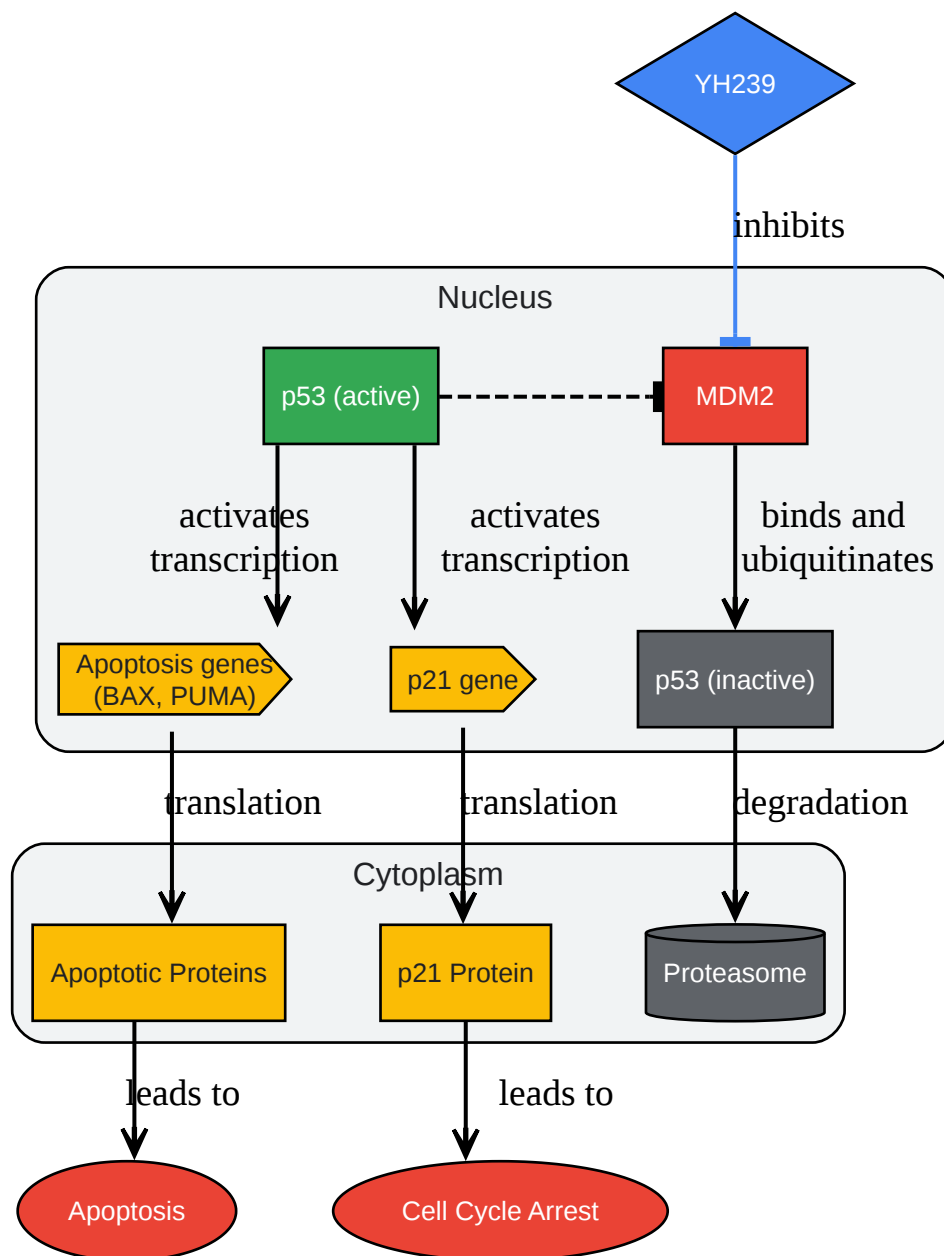 YH239
inhibits
Nucleus
p53 (active)
MDM2
activates
transcription
activates
transcription
binds and
ubiquitinates
Apoptosis genes
(BAX, PUMA)
p21 gene
p53 (inactive)
translation
translation
degradation
Cytoplasm
Apoptotic Proteins
p21 Protein
Proteasome
leads to
leads to
Apoptosis
Cell Cycle Arrest